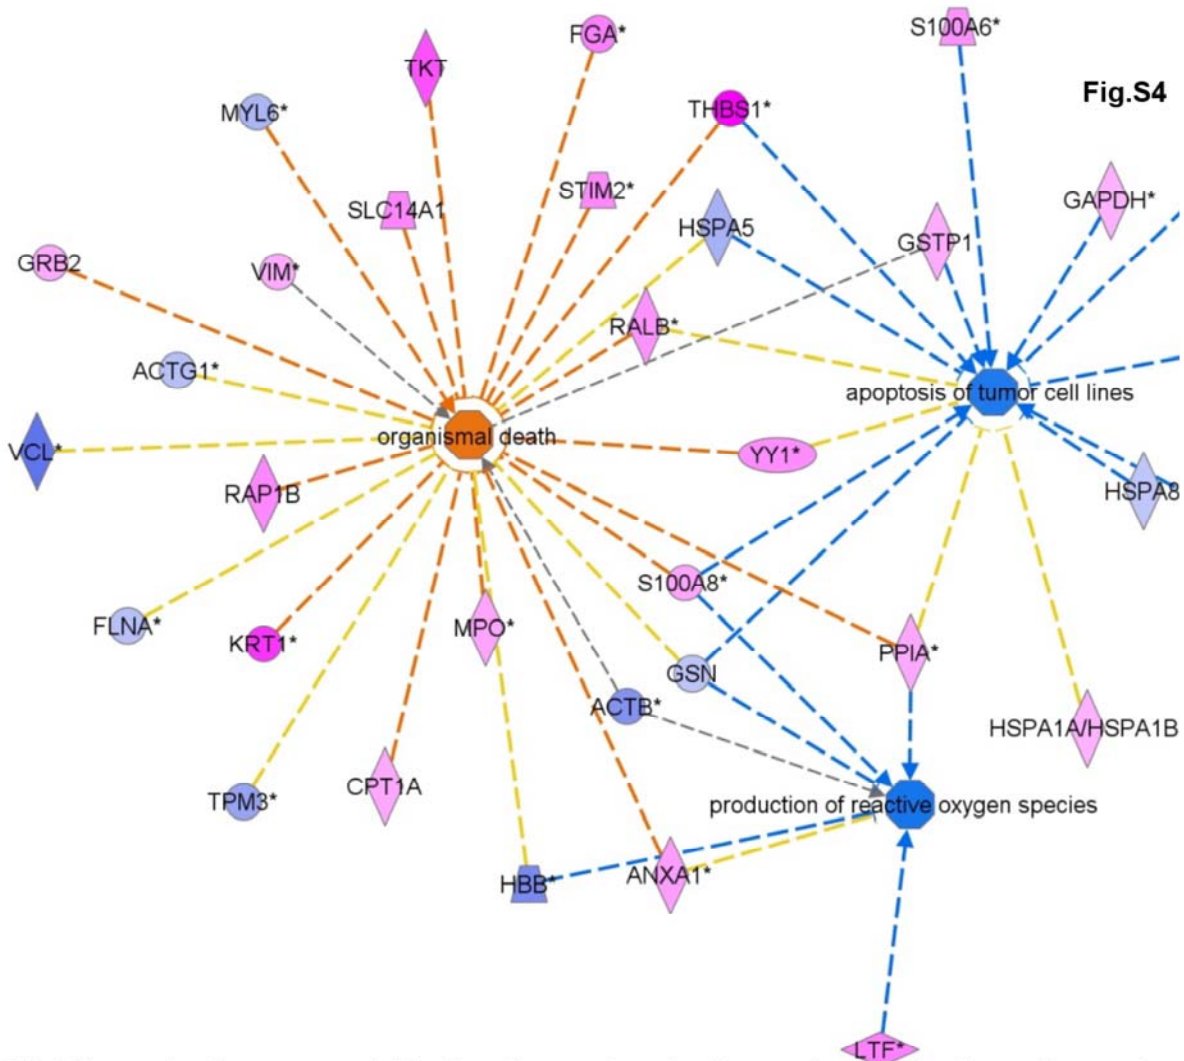 FGA*
S100A6*
TKT
Fig.S4
MYL6*
THBS1*
STIM2*
SLC14A1
GAPDH*
HSPA5
GSTP1
GRB2
VIM*
RALB*
ACTG1*
apoptosis of tumor cell lines
organismal death
VCL*
YY1*
RAP1B
HSPA8
S100A8*
FLNA*
KRT1*
MPO*
PPIA*
GSN
ACTB*
HSPA1A/HSPA1B
CPT1A
TPM3*
production of reactive oxygen species
HBB*
ANXA1*
LTF*